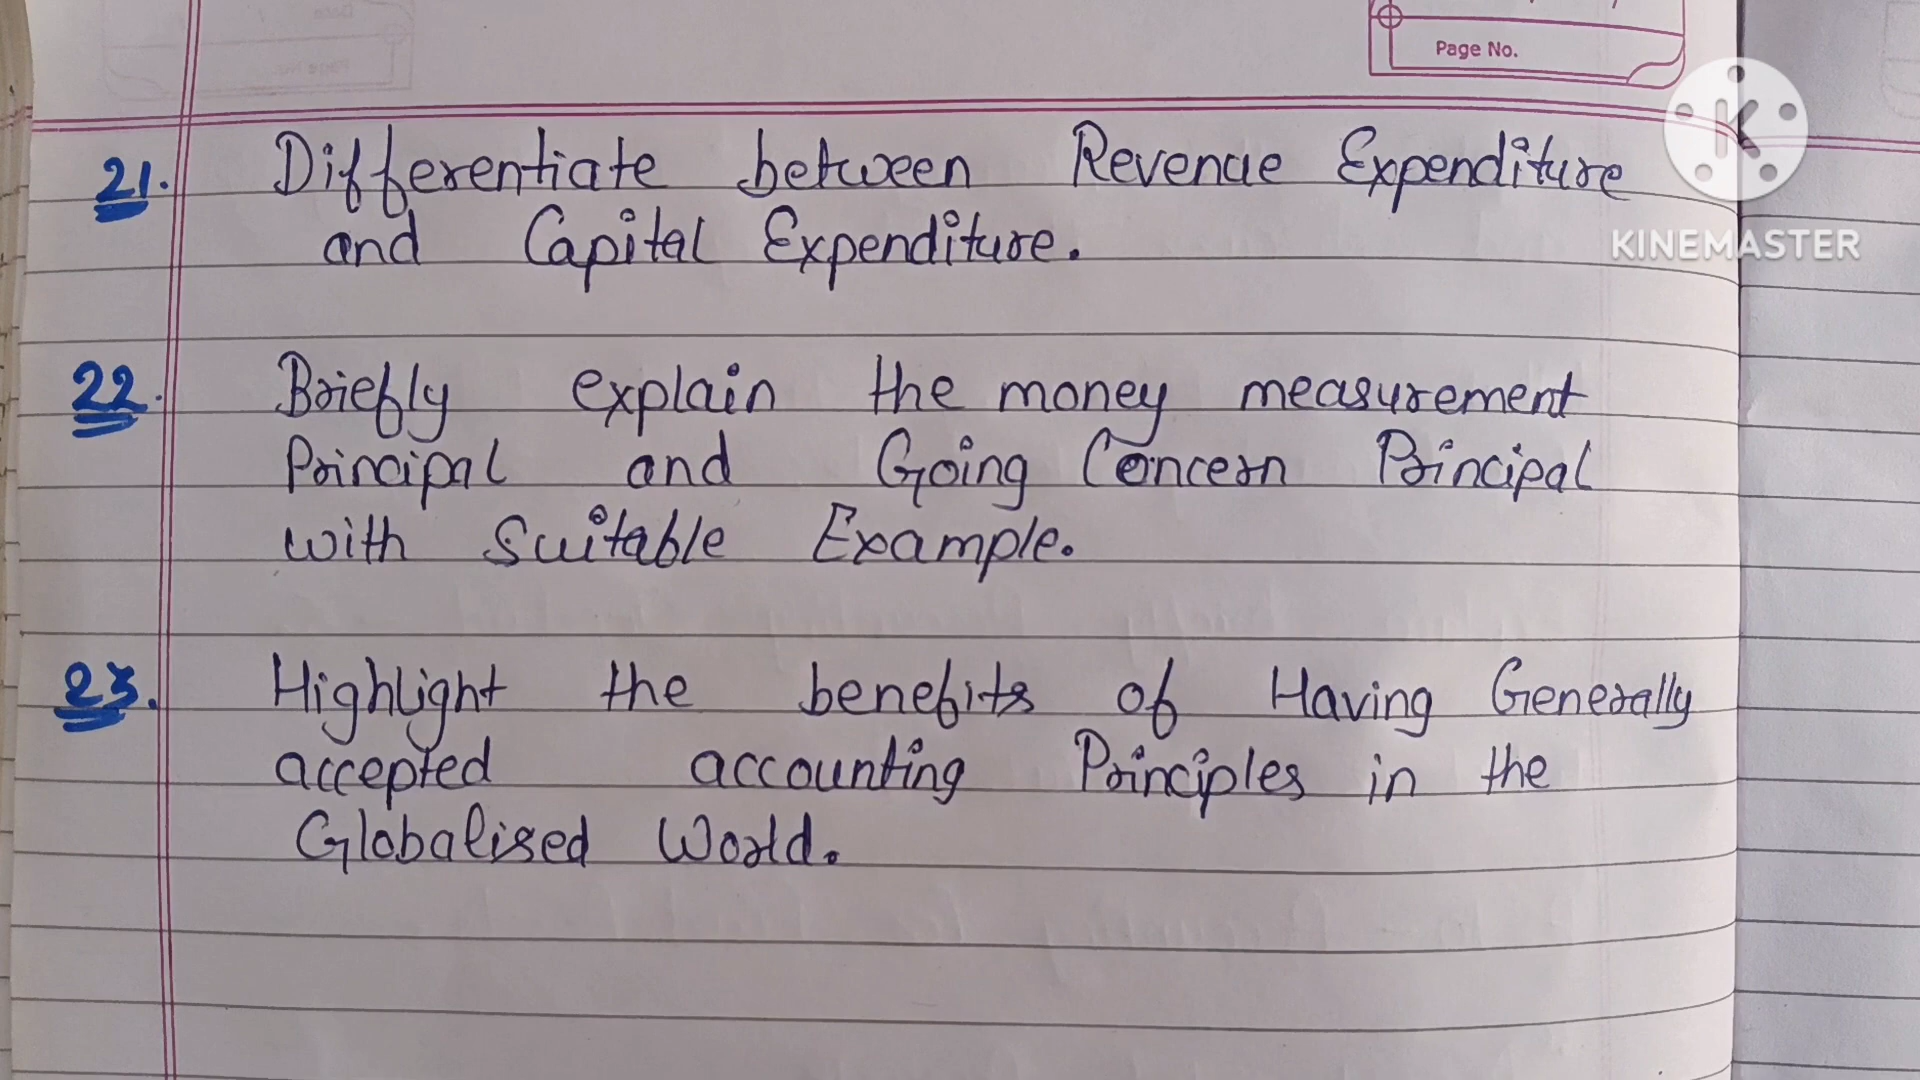 Page No.
21. Differentiate between Revenue Expenditure
and Capital Expenditure.
22. Briefly explain the money measurement
Principal and Going Concern Principal
with Suitable Example.
23. Highlight the benefits of Having Generally
accepted accounting Principles in the
Globalised World.
K
KINEMASTER